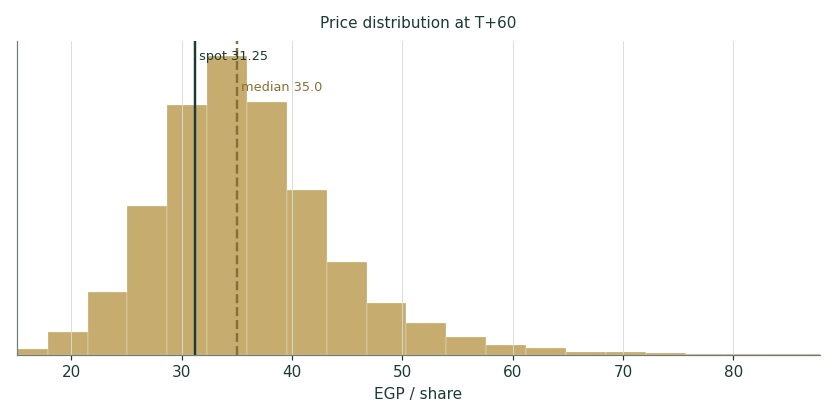 Price distribution at T+60
spot 31.25
median 35.0
20 30 40 50 60 70 80
EGP / share